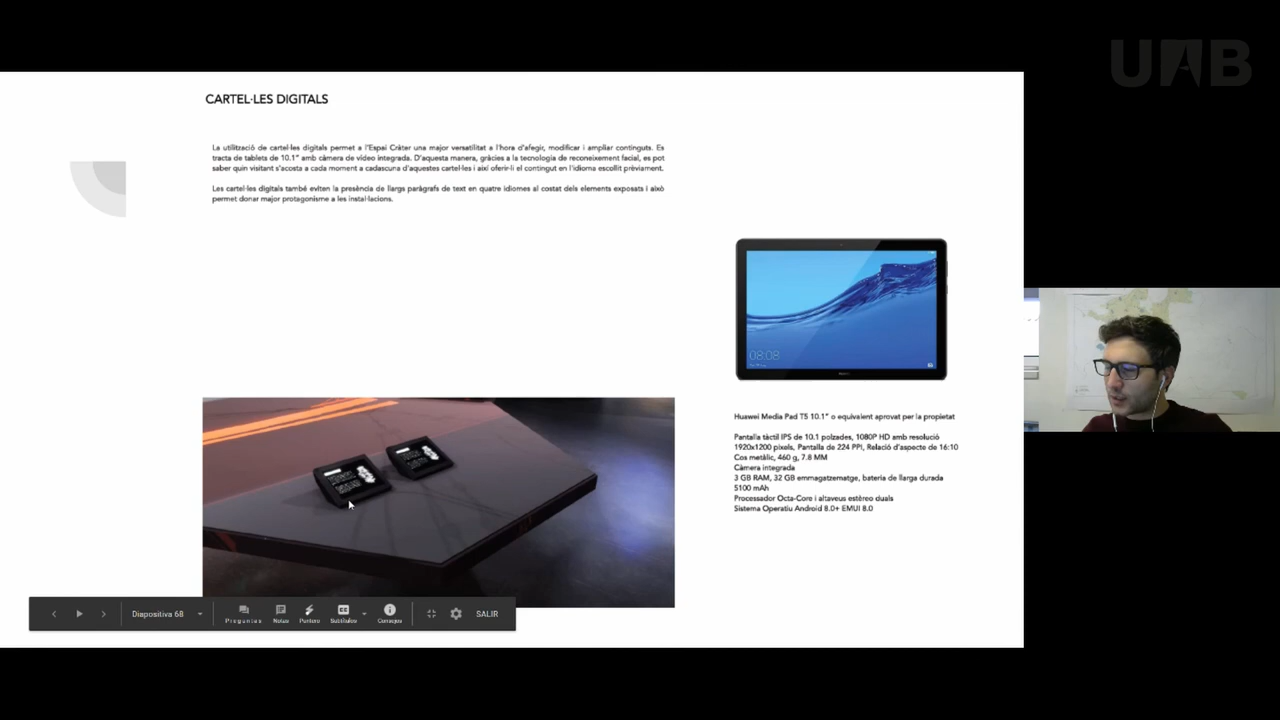 UAB
CARTEL·LES DIGITALS
La utilització de cartel·les digitals permet a l'Espai Cràter una major versatilitat a l'hora d'afegir, modificar i ampliar continguts. Es
tracta de tablets de 10.1" amb càmera de vídeo integrada. D'aquesta manera, gràcies a la tecnologia de reconeixement facial, es pot
saber quin visitant s'acosta a cada moment a cadascuna d'aquestes cartel·les i així oferir-li el contingut en l'idioma escollit prèviament.
Les cartel·les digitals també eviten la presència de llargs paràgrafs de text en quatre idiomes al costat dels elements exposats i això
permet donar major protagonisme a les instal·lacions.
08:08
Huawei Media Pad T5 10.1" o equivalent aprovat per la propietat
Pantalla tàctil IPS de 10.1 polzades, 1080P HD amb resolució
1920x1200 píxels, Pantalla de 224 PPI, Relació d'aspecte de 16:10
Cos metàlic, 460 g, 7.8 MM
Càmera integrada
3 GB RAM, 32 GB emmagatzematge, bateria de llarga durada
5100 mAh
Processador Octa-Core i altaveus estèreo duals
Sistema Operatiu Android 8.0+ EMUI 8.0
Diapositiva 68
Preguntas
Notas
Puntero
CC
Subtítulos
Consejos
SALIR